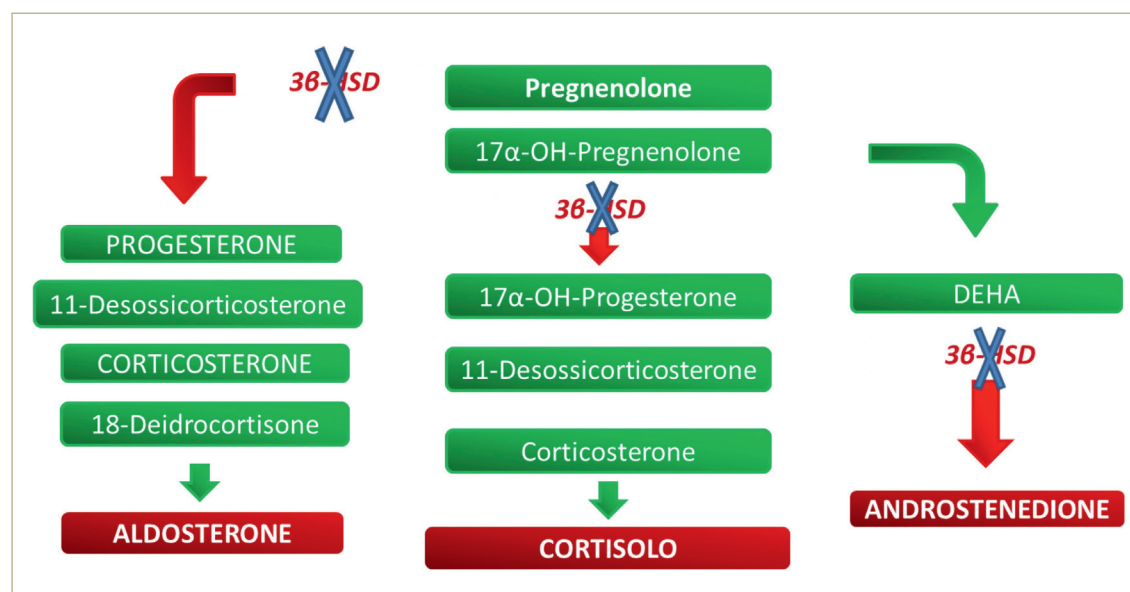 3β-HSD
Pregnenolone
17α-OH-Pregnenolone
3β-HSD
PROGESTERONE
11-Desossicorticosterone
CORTICOSTERONE
18-Deidrocortisone
ALDOSTERONE
17α-OH-Progesterone
11-Desossicorticosterone
Corticosterone
CORTISOLO
DEHA
3β-HSD
ANDROSTENEDIONE